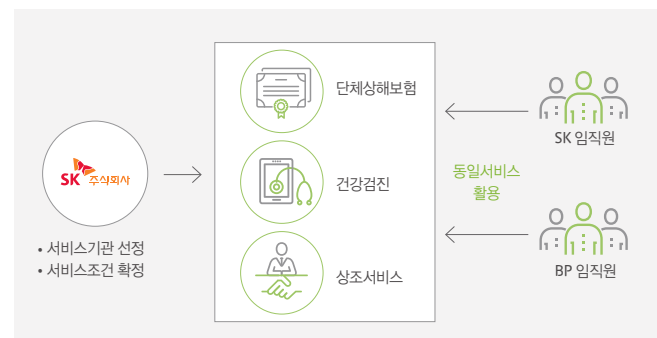 SK 주식회사
• 서비스기관 선정
• 서비스조건 확정
단체상해보험
건강검진
상조서비스
동일서비스
활용
SK 임직원
BP 임직원